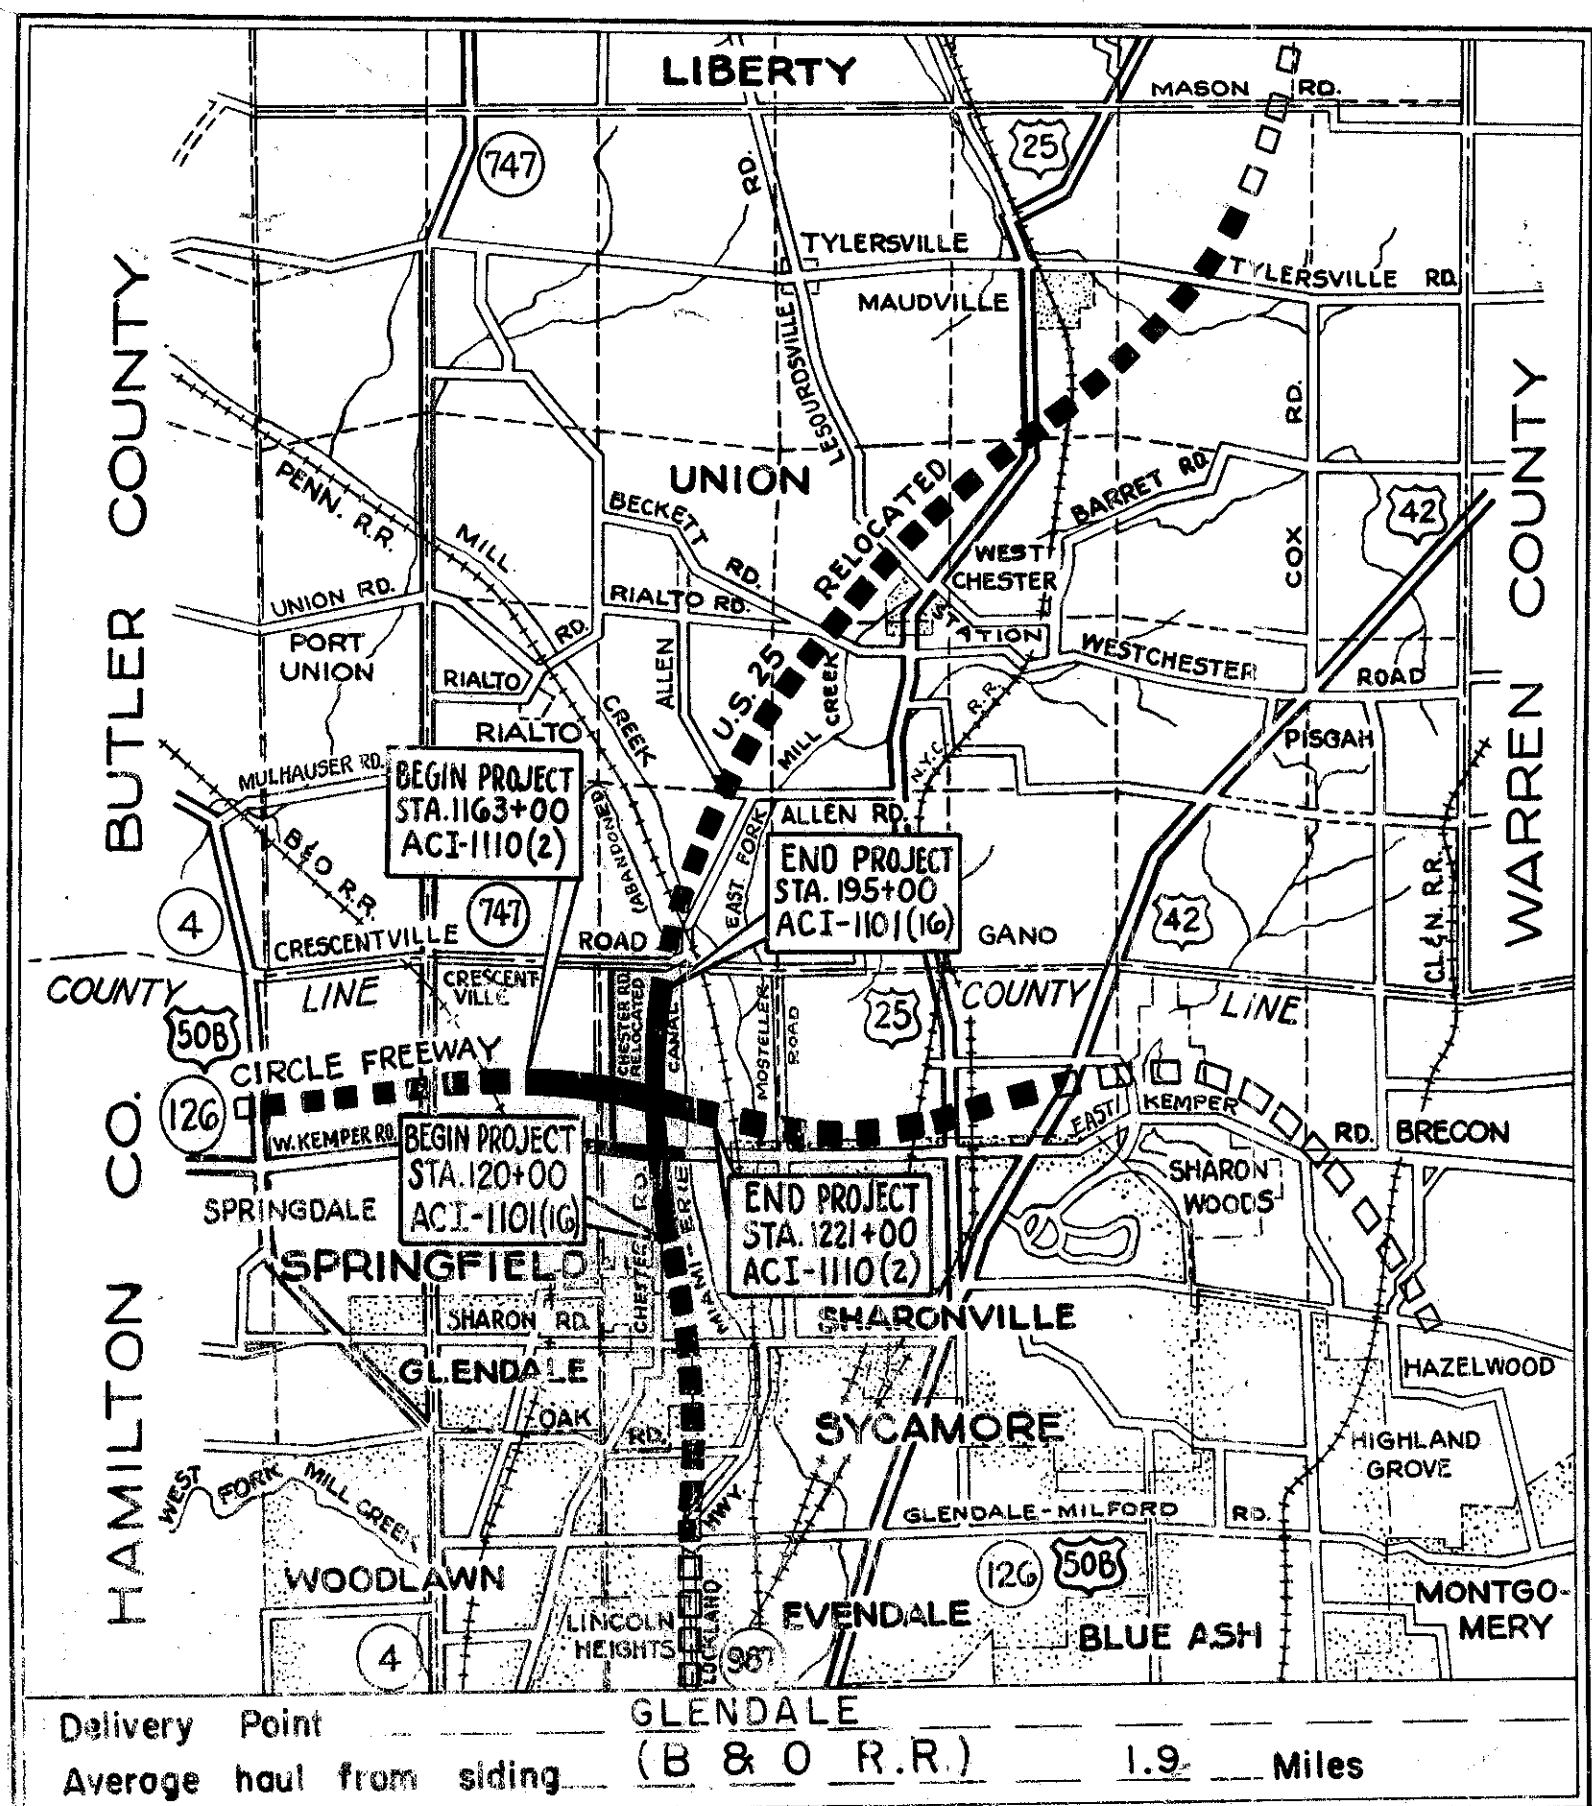 LIBERTY
MASON RD.
25
747
RD.
TYLERSVILLE
TYLERSVILLE RD.
MAUDVILLE
LESOURDSVILLE
BUTLER COUNTY
WARREN COUNTY
RD.
PENN. R.R.
UNION
BECKETT
RD.
RELOCATED
BARRET RD.
42
MILL
WEST
CHESTER
COX
UNION RD.
RIALTO RD.
STATION
PORT
UNION
RD.
ALLEN
U.S. 25
WESTCHESTER
ROAD
RIALTO
CREEK
MILL CREEK
R.R.
RIALTO
N.Y.C.
PISGAH
MULHAUSER RD.
BEGIN PROJECT
STA. 1163+00
ACI-1110(2)
(ABANDONED)
ALLEN RD.
B&O R.R.
EAST FORK
END PROJECT
STA. 195+00
ACI-1101(16)
C.L.& N. R.R.
4
747
42
CRESCENTVILLE
ROAD
GANO
COUNTY LINE
CRESCENT
VILLE
CHESTER RD.
RELOCATED
CANAL
MOSTELLER
ROAD
25
COUNTY LINE
50B
CIRCLE FREEWAY
126
HAMILTON CO.
W. KEMPER RD.
BEGIN PROJECT
STA. 120+00
ACI-1101(16)
EAST
KEMPER
RD.
BRECON
SPRINGDALE
SHARON
WOODS
END PROJECT
STA. 1221+00
ACI-1110(2)
SPRINGFIELD
CHESTER RD.
MIAMI-ERIE
SHARON RD.
SHARONVILLE
GLENDALE
HAZELWOOD
OAK
RD.
SYCAMORE
HIGHLAND
GROVE
WEST FORK MILL CREEK
HWY.
GLENDALE-MILFORD RD.
WOODLAWN
126
50B
MONTGO-
MERY
LINCOLN
HEIGHTS
LOCKLAND
EVENDALE
BLUE ASH
4
Delivery Point GLENDALE
Average haul from siding (B & O R.R.) 1.9 Miles